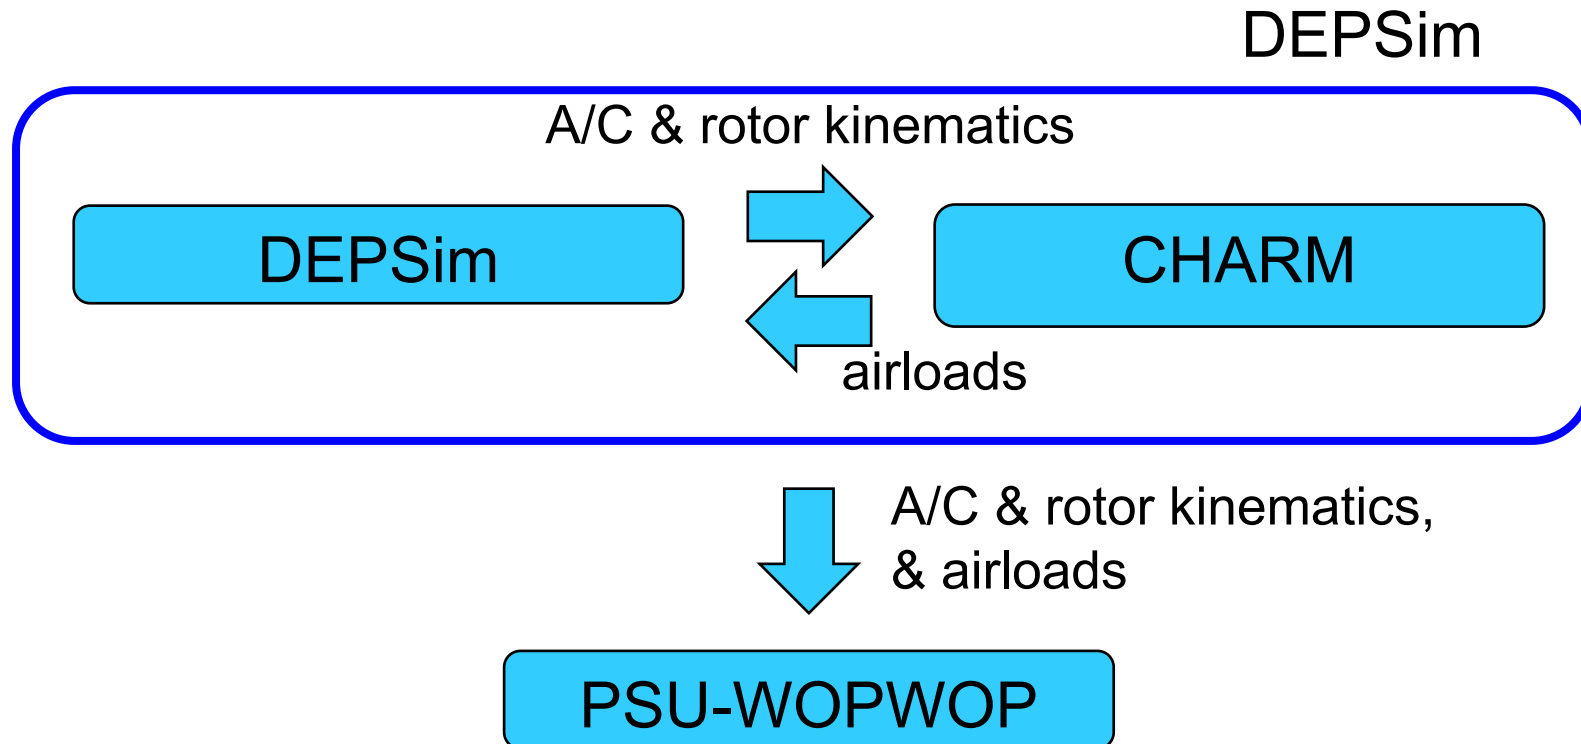 DEPSim
A/C & rotor kinematics
DEPSim
CHARM
airloads
A/C & rotor kinematics,
& airloads
PSU-WOPWOP